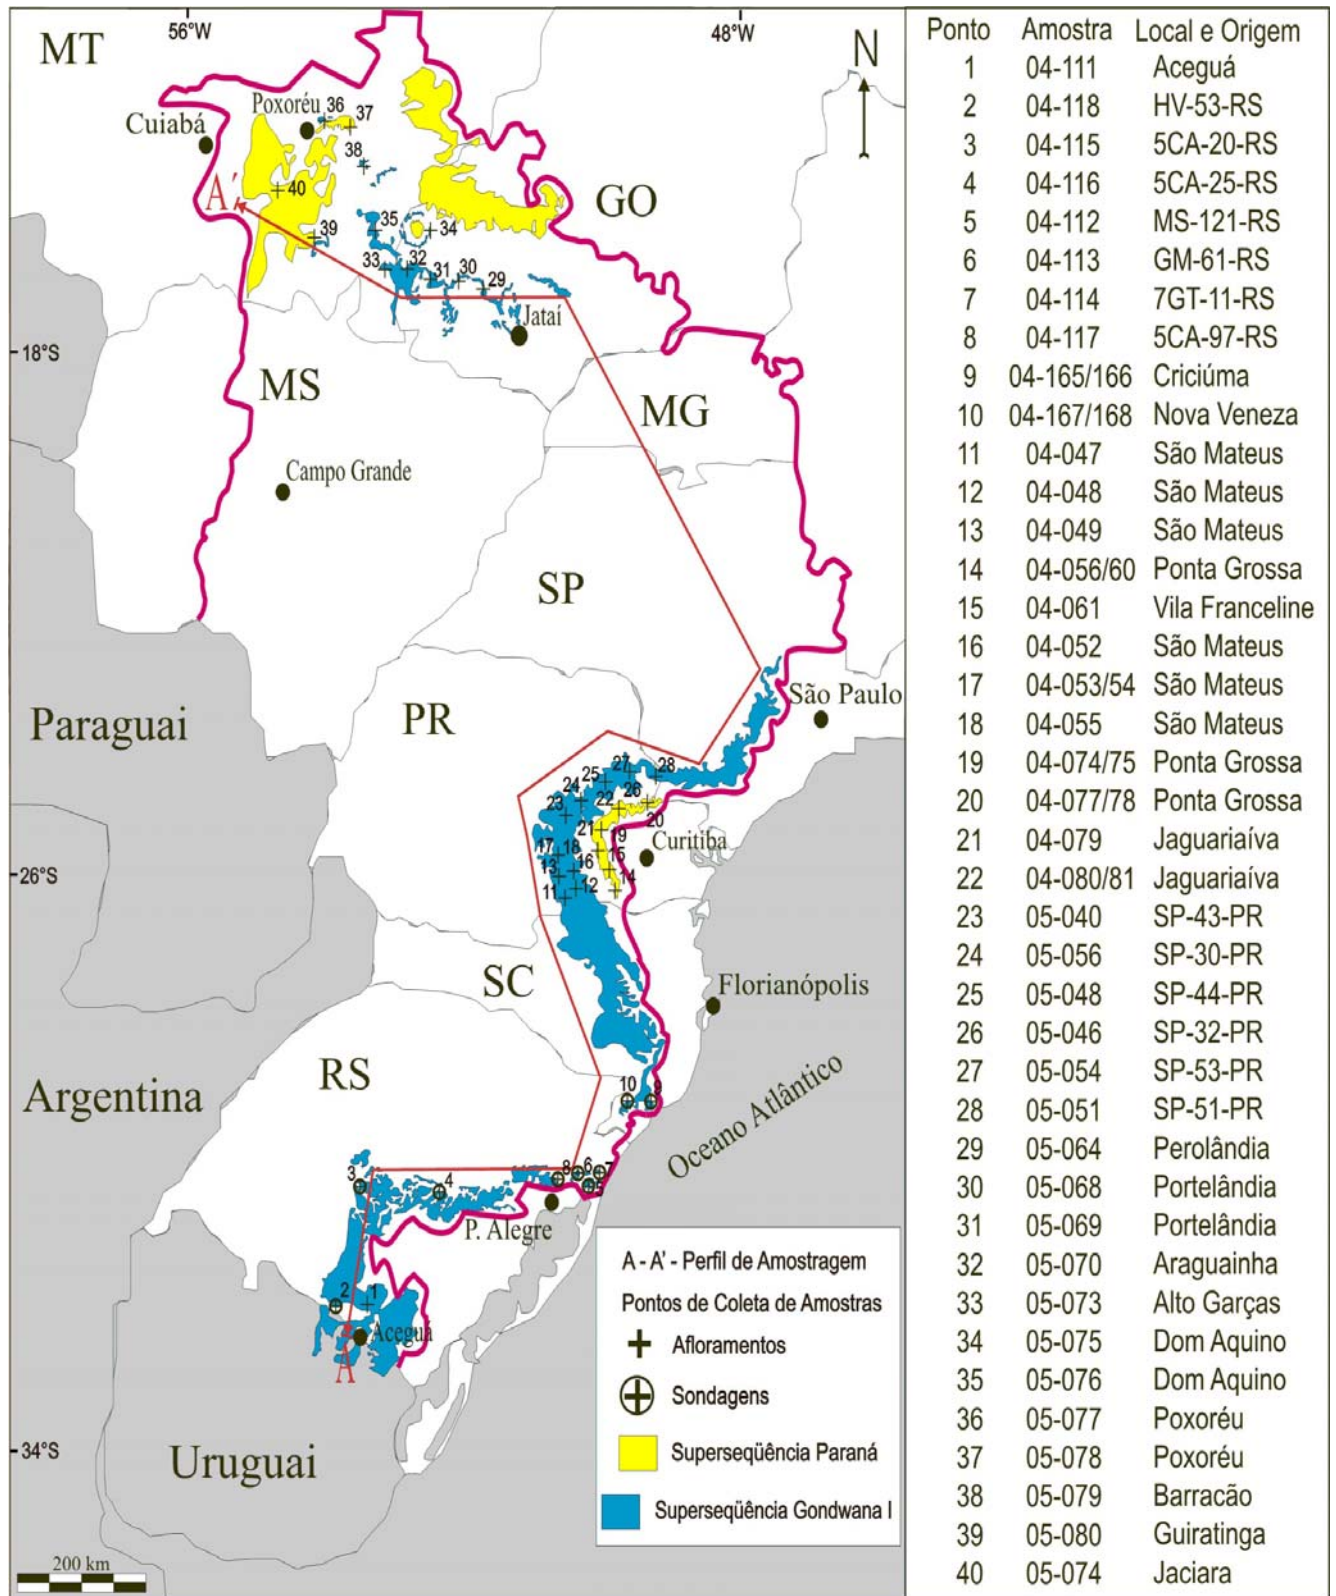 56°W
48°W
MT
N
Poxoréu
36
37
Cuiabá
38
40
A'
GO
39
35
34
33
32
31
30
29
Jataí
18°S
MS
MG
Campo Grande
SP
São Paulo
Paraguai
PR
27
28
25
24
26
23
22
20
21
19
Curitiba
17
18
15
16
13
14
12
11
26°S
SC
Florianópolis
RS
10
9
Argentina
Oceano Atlântico
3
4
8
6
7
5
P. Alegre
2
1
Aceguá
A
34°S
Uruguai
200 km
A - A' - Perfil de Amostragem
Pontos de Coleta de Amostras
Afloramentos
Sondagens
Superseqüência Paraná
Superseqüência Gondwana I
Ponto Amostra Local e Origem
1 04-111 Aceguá
2 04-118 HV-53-RS
3 04-115 5CA-20-RS
4 04-116 5CA-25-RS
5 04-112 MS-121-RS
6 04-113 GM-61-RS
7 04-114 7GT-11-RS
8 04-117 5CA-97-RS
9 04-165/166 Criciúma
10 04-167/168 Nova Veneza
11 04-047 São Mateus
12 04-048 São Mateus
13 04-049 São Mateus
14 04-056/60 Ponta Grossa
15 04-061 Vila Franceline
16 04-052 São Mateus
17 04-053/54 São Mateus
18 04-055 São Mateus
19 04-074/75 Ponta Grossa
20 04-077/78 Ponta Grossa
21 04-079 Jaguariaíva
22 04-080/81 Jaguariaíva
23 05-040 SP-43-PR
24 05-056 SP-30-PR
25 05-048 SP-44-PR
26 05-046 SP-32-PR
27 05-054 SP-53-PR
28 05-051 SP-51-PR
29 05-064 Perolândia
30 05-068 Portelândia
31 05-069 Portelândia
32 05-070 Araguainha
33 05-073 Alto Garças
34 05-075 Dom Aquino
35 05-076 Dom Aquino
36 05-077 Poxoréu
37 05-078 Poxoréu
38 05-079 Barracão
39 05-080 Guiratinga
40 05-074 Jaciara